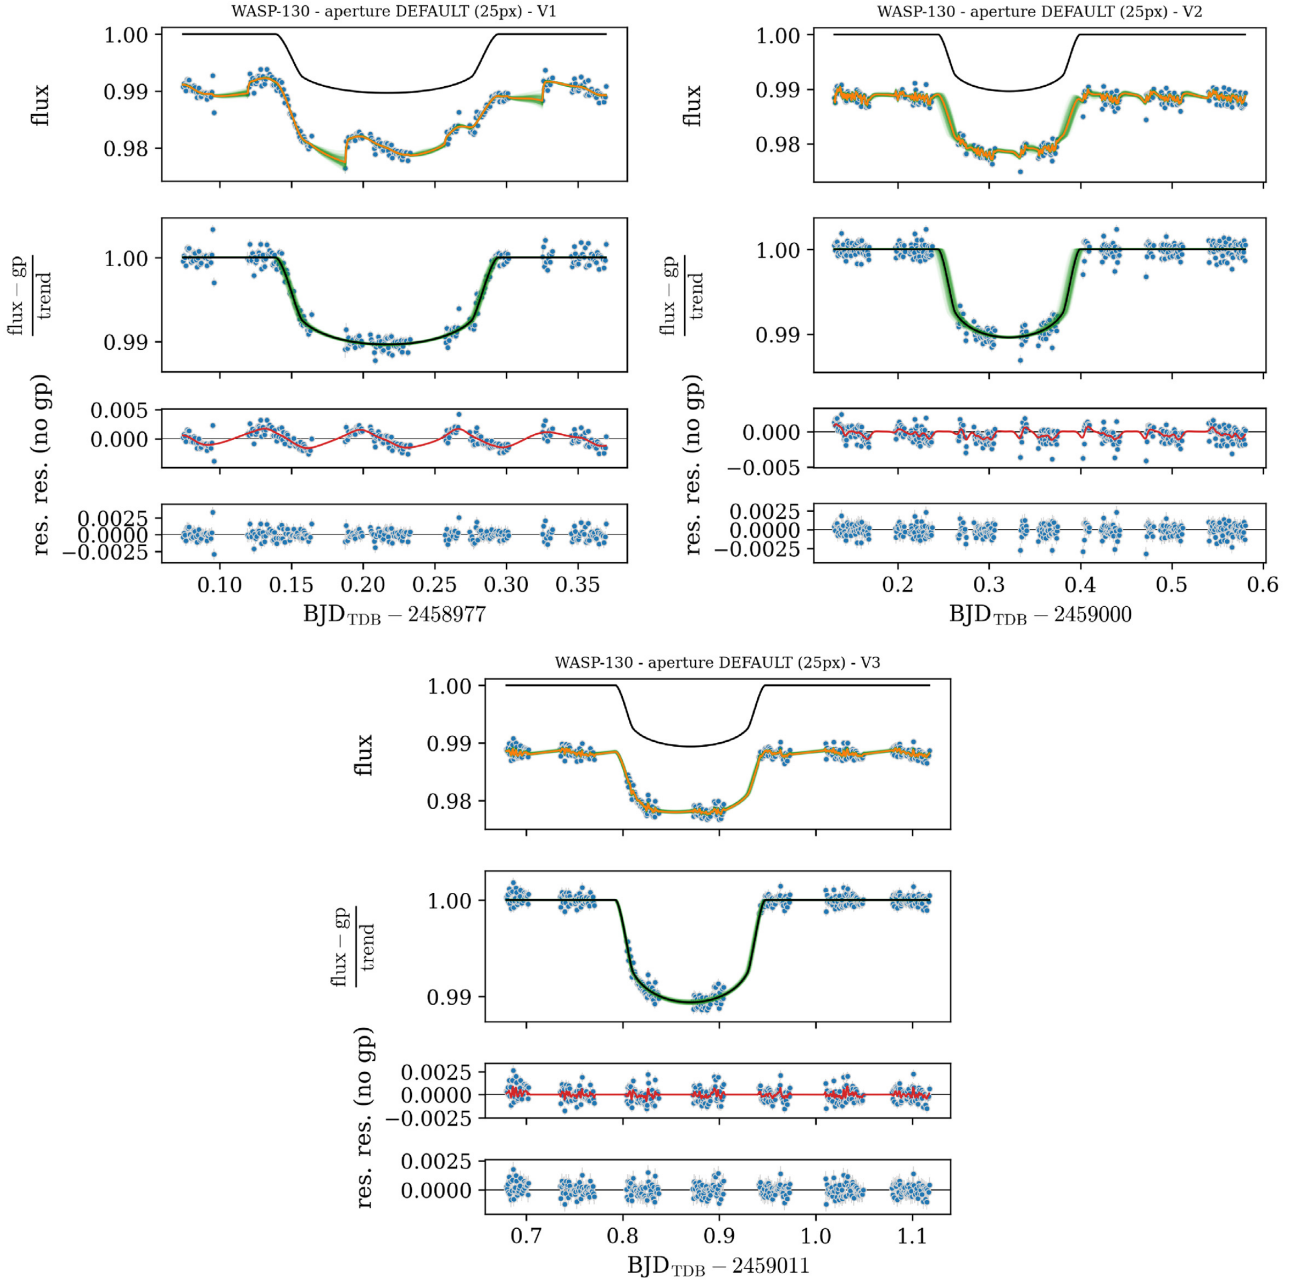 WASP-130 - aperture DEFAULT (25px) - V1
1.00
0.99
0.98
flux
1.00
0.99
flux − gp
trend
0.005
0.000
res. (no gp)
0.0025
0.0000
−0.0025
res.
0.10 0.15 0.20 0.25 0.30 0.35
BJD_TDB − 2458977
WASP-130 - aperture DEFAULT (25px) - V2
1.00
0.99
0.98
flux
1.00
0.99
flux − gp
trend
0.000
−0.005
res. (no gp)
0.0025
0.0000
−0.0025
res.
0.2 0.3 0.4 0.5 0.6
BJD_TDB − 2459000
WASP-130 - aperture DEFAULT (25px) - V3
1.00
0.99
0.98
flux
1.00
0.99
flux − gp
trend
0.0025
0.0000
−0.0025
res. (no gp)
0.0025
0.0000
res.
0.7 0.8 0.9 1.0 1.1
BJD_TDB − 2459011